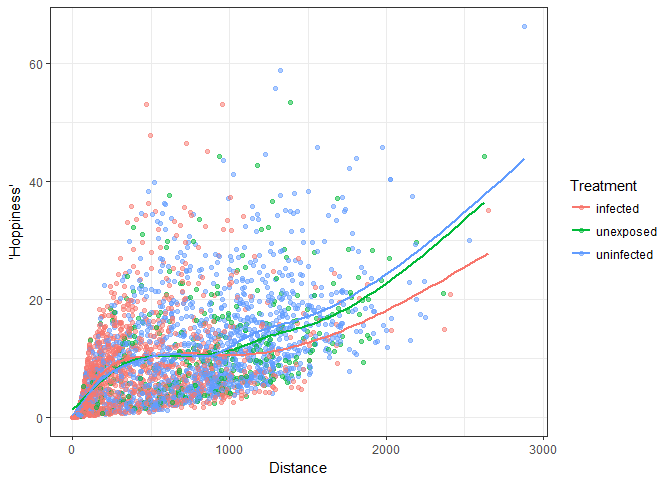 60
40
20
0
'Hoppiness'
0
1000
2000
3000
Distance
Treatment
infected
unexposed
uninfected